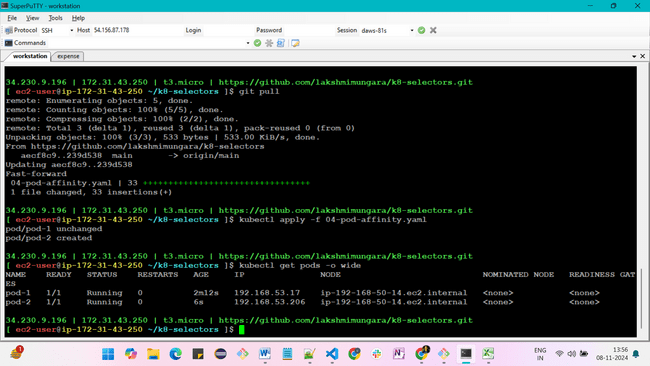 SuperPuTTY - workstation
File View Tools Help
Protocol SSH Host 54.156.87.178 Login Password Session daws-81s
Commands
workstation expense
34.230.9.196 | 172.31.43.250 | t3.micro | https://github.com/lakshmimungara/k8-selectors.git
[ ec2-user@ip-172-31-43-250 ~/k8-selectors ]$ git pull
remote: Enumerating objects: 5, done.
remote: Counting objects: 100% (5/5), done.
remote: Compressing objects: 100% (2/2), done.
remote: Total 3 (delta 1), reused 3 (delta 1), pack-reused 0 (from 0)
Unpacking objects: 100% (3/3), 533 bytes | 533.00 KiB/s, done.
From https://github.com/lakshmimungara/k8-selectors
aecf8c9..239d538 main -> origin/main
Updating aecf8c9..239d538
Fast-forward
04-pod-affinity.yaml | 33 +++++++++++++++++++++++++++++++++
1 file changed, 33 insertions(+)
34.230.9.196 | 172.31.43.250 | t3.micro | https://github.com/lakshmimungara/k8-selectors.git
[ ec2-user@ip-172-31-43-250 ~/k8-selectors ]$ kubectl apply -f 04-pod-affinity.yaml
pod/pod-1 unchanged
pod/pod-2 created
34.230.9.196 | 172.31.43.250 | t3.micro | https://github.com/lakshmimungara/k8-selectors.git
[ ec2-user@ip-172-31-43-250 ~/k8-selectors ]$ kubectl get pods -o wide
NAME READY STATUS RESTARTS AGE IP NODE NOMINATED NODE READINESS GAT
ES
pod-1 1/1 Running 0 2m12s 192.168.53.17 ip-192-168-50-14.ec2.internal <none> <none>
pod-2 1/1 Running 0 6s 192.168.53.206 ip-192-168-50-14.ec2.internal <none> <none>
34.230.9.196 | 172.31.43.250 | t3.micro | https://github.com/lakshmimungara/k8-selectors.git
[ ec2-user@ip-172-31-43-250 ~/k8-selectors ]$
ENG
IN
13:56
08-11-2024